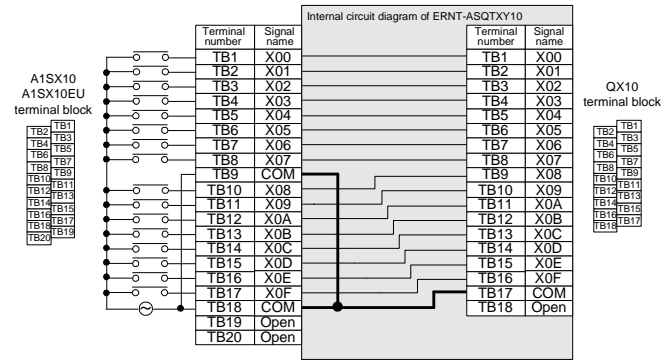 Internal circuit diagram of ERNT-ASQTXY10
Terminal number Signal name
TB1 X00
TB2 X01
TB3 X02
TB4 X03
TB5 X04
TB6 X05
TB7 X06
TB8 X07
TB9 COM
TB10 X08
TB11 X09
TB12 X0A
TB13 X0B
TB14 X0C
TB15 X0D
TB16 X0E
TB17 X0F
TB18 COM
TB19 Open
TB20 Open
Terminal number Signal name
TB1 X00
TB2 X01
TB3 X02
TB4 X03
TB5 X04
TB6 X05
TB7 X06
TB8 X07
TB9 X08
TB10 X09
TB11 X0A
TB12 X0B
TB13 X0C
TB14 X0D
TB15 X0E
TB16 X0F
TB17 COM
TB18 Open
A1SX10
A1SX10EU
terminal block
TB1
TB2
TB3
TB4
TB5
TB6
TB7
TB8
TB9
TB10
TB11
TB12
TB13
TB14
TB15
TB16
TB17
TB18
TB19
TB20
QX10
terminal block
TB1
TB2
TB3
TB4
TB5
TB6
TB7
TB8
TB9
TB10
TB11
TB12
TB13
TB14
TB15
TB16
TB17
TB18